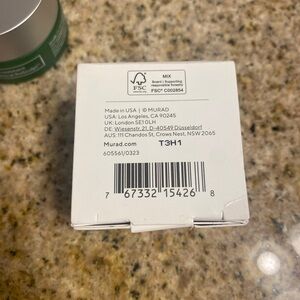 FSC
MIX
Board | Supporting
responsible forestry
FSC® C002854
Made in USA | © MURAD
USA: Los Angeles, CA 90245
UK: London SE1 0LH
DE: Wiesenstr. 21, D-40549 Düsseldorf
AUS: 111 Chandos St, Crows Nest, NSW 2065
Murad.com T3H1
605561/0323
7 67332 15426 8